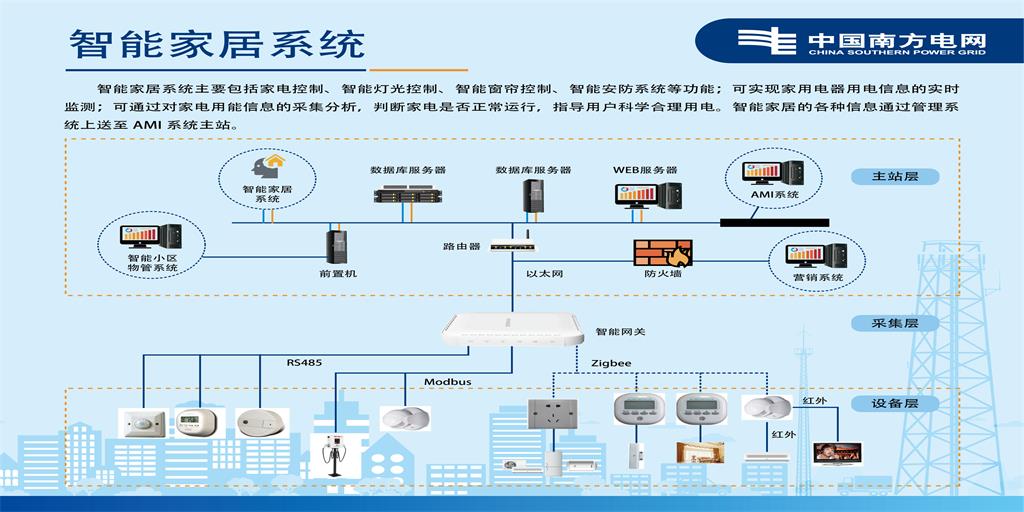 智能家居系统
中国南方电网
CHINA SOUTHERN POWER GRID
智能家居系统主要包括家电控制、智能灯光控制、智能窗帘控制、智能安防系统等功能；可实现家用电器用电信息的实时
监测；可通过对家电用能信息的采集分析，判断家电是否正常运行，指导用户科学合理用电。智能家居的各种信息通过管理系
统上送至 AMI 系统主站。
智能家居
系统
数据库服务器
数据库服务器
WEB服务器
AMI系统
主站层
智能小区
物管系统
前置机
路由器
以太网
防火墙
营销系统
智能网关
采集层
RS485
Modbus
Zigbee
红外
设备层
红外